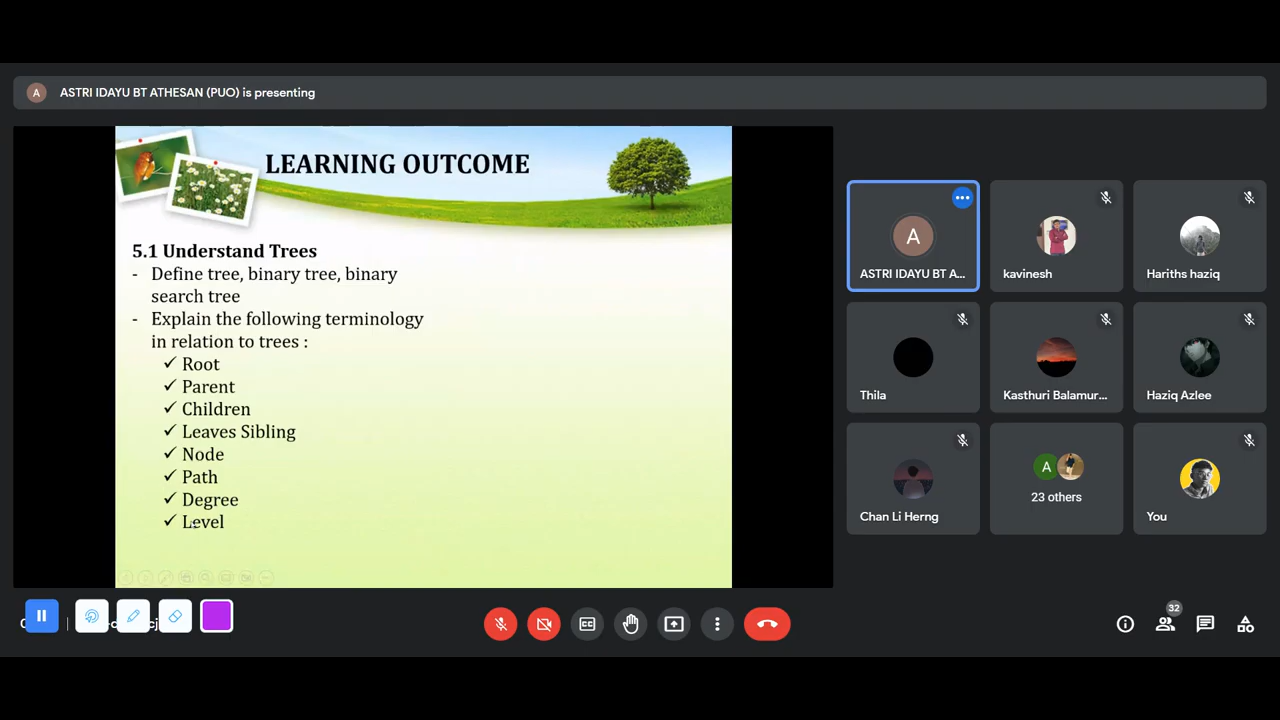 A ASTRI IDAYU BT ATHESAN (PUO) is presenting
LEARNING OUTCOME
5.1 Understand Trees
- Define tree, binary tree, binary
search tree
- Explain the following terminology
in relation to trees :
✓ Root
✓ Parent
✓ Children
✓ Leaves Sibling
✓ Node
✓ Path
✓ Degree
✓ Level
A
ASTRI IDAYU BT A...
kavinesh
Hariths haziq
Thila
Kasthuri Balamur...
Haziq Azlee
Chan Li Herng
A
23 others
You
CC
32